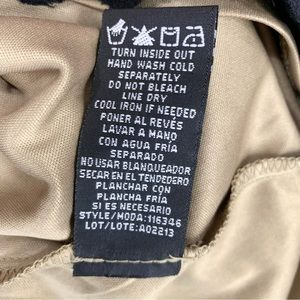 TURN INSIDE OUT
HAND WASH COLD
SEPARATELY
DO NOT BLEACH
LINE DRY
COOL IRON IF NEEDED
PONER AL REVÉS
LAVAR A MANO
CON AGUA FRÍA
SEPARADO
NO USAR BLANQUEADOR
SECAR EN EL TENDEDERO
PLANCHAR CON
PLANCHA FRÍA
SI ES NECESARIO
STYLE/MODA:116346
LOT/LOTE:A02213